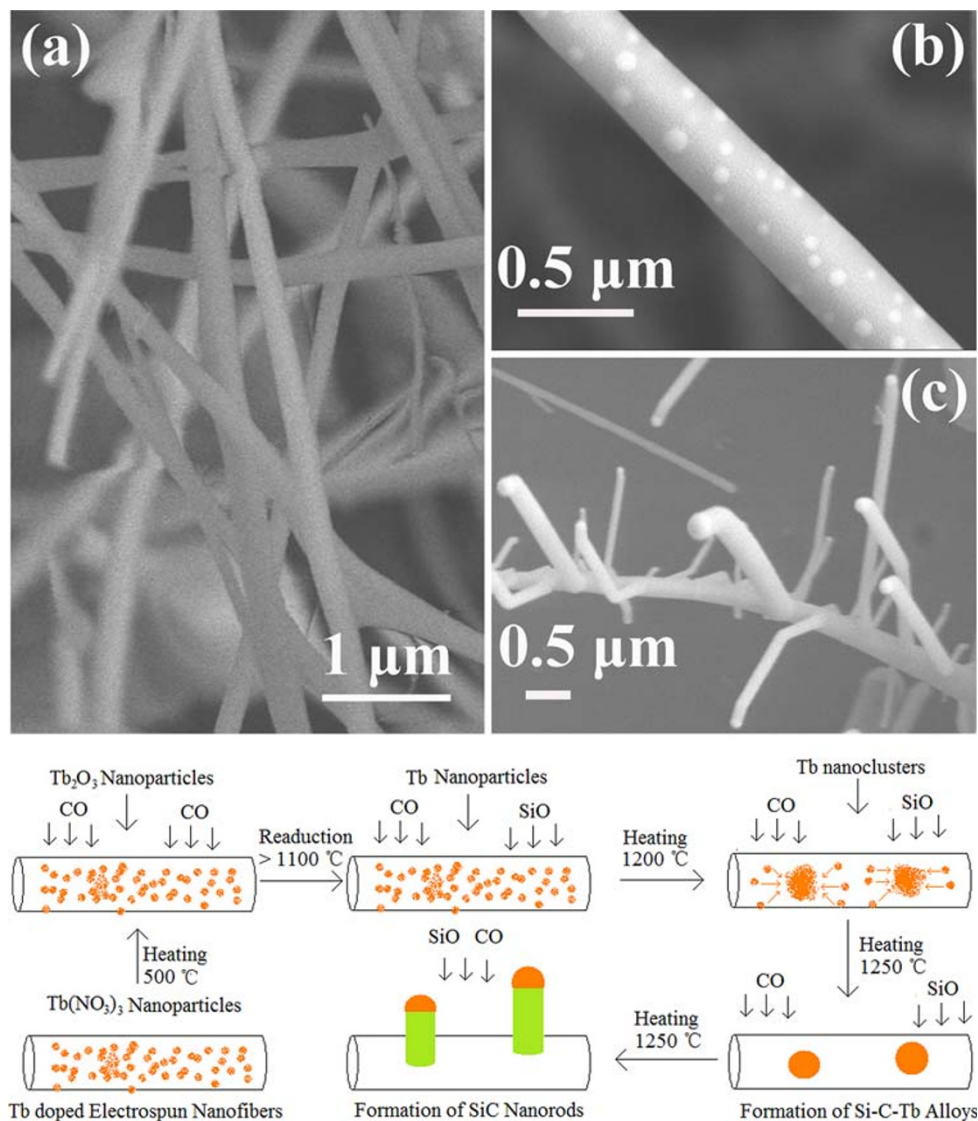 (a)
1 μm
(b)
0.5 μm
(c)
0.5 μm
Tb₂O₃ Nanoparticles
CO
CO
Readuction
> 1100 ℃
Tb Nanoparticles
CO
SiO
Heating
1200 ℃
Tb nanoclusters
CO
SiO
Heating
1250 ℃
CO
SiO
Formation of Si-C-Tb Alloys
Heating
1250 ℃
SiO CO
Formation of SiC Nanorods
Heating
500 ℃
Tb(NO₃)₃ Nanoparticles
Tb doped Electrospun Nanofibers